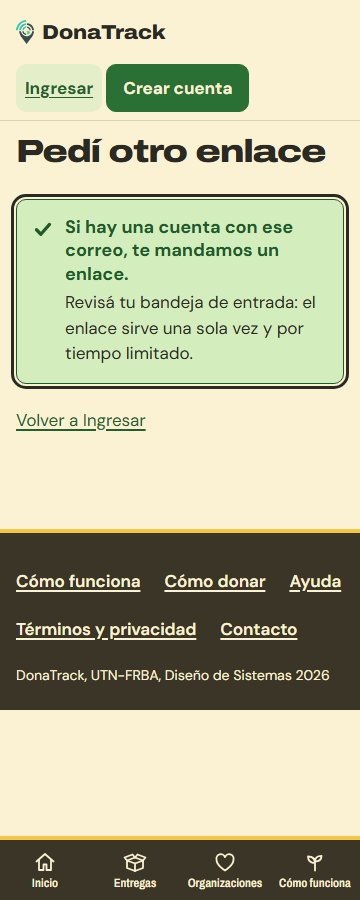 DonaTrack
Ingresar Crear cuenta
Pedí otro enlace
Si hay una cuenta con ese
correo, te mandamos un
enlace.
Revisá tu bandeja de entrada: el
enlace sirve una sola vez y por
tiempo limitado.
Volver a Ingresar
Cómo funciona Cómo donar Ayuda
Términos y privacidad Contacto
DonaTrack, UTN-FRBA, Diseño de Sistemas 2026
Inicio Entregas Organizaciones Cómo funciona